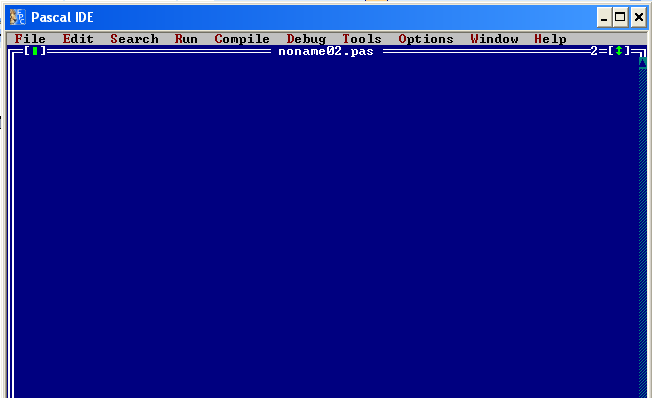 Pascal IDE
File Edit Search Run Compile Debug Tools Options Window Help
noname02.pas 2